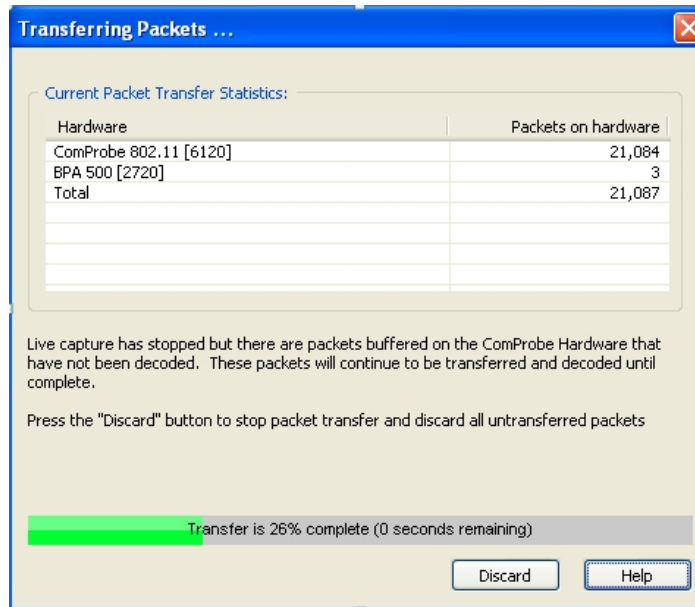 Transferring Packets ...
Current Packet Transfer Statistics:
Hardware Packets on hardware
ComProbe 802.11 [6120] 21,084
BPA 500 [2720] 3
Total 21,087
Live capture has stopped but there are packets buffered on the ComProbe Hardware that
have not been decoded. These packets will continue to be transferred and decoded until
complete.
Press the "Discard" button to stop packet transfer and discard all untransferred packets
Transfer is 26% complete (0 seconds remaining)
Discard Help